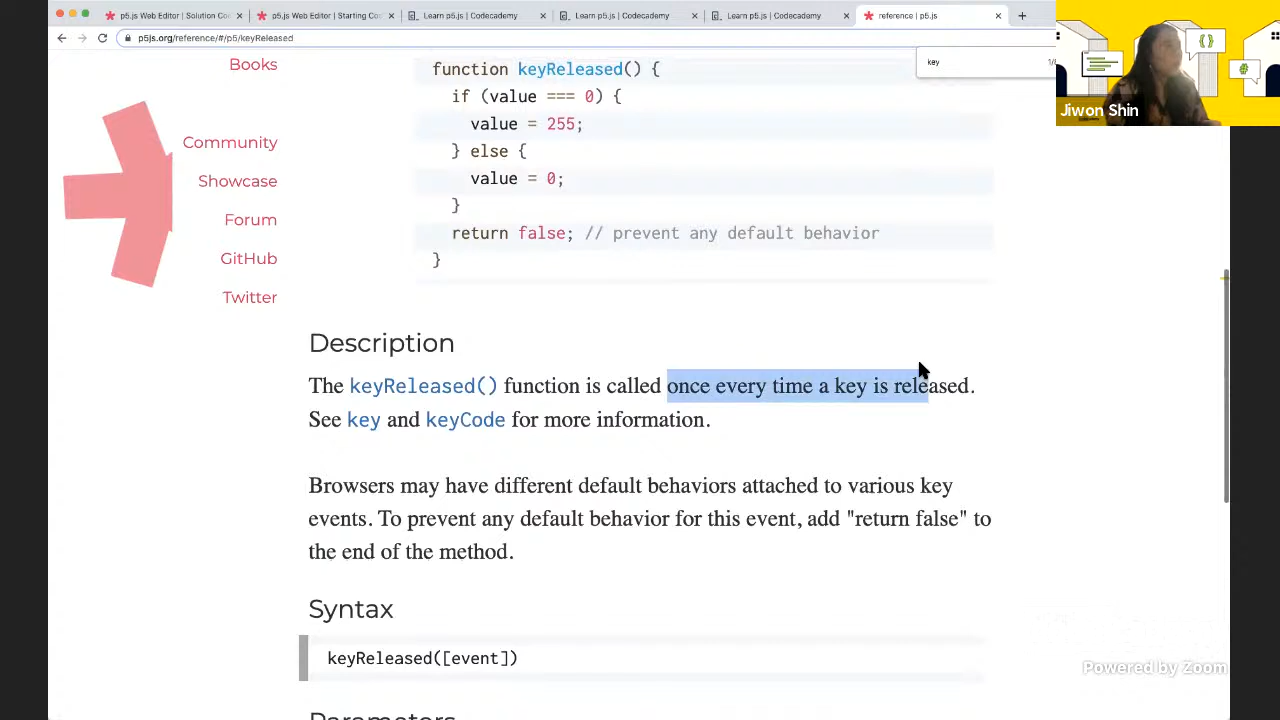 p5.js Web Editor | Solution Co
p5.js Web Editor | Starting Co
Learn p5.js | Codecademy
Learn p5.js | Codecademy
Learn p5.js | Codecademy
reference | p5.js
p5js.org/reference/#/p5/keyReleased
key
Jiwon Shin
Books
Community
Showcase
Forum
GitHub
Twitter
function keyReleased() {
if (value === 0) {
value = 255;
} else {
value = 0;
}
return false; // prevent any default behavior
}
Description
The keyReleased() function is called once every time a key is released.
See key and keyCode for more information.
Browsers may have different default behaviors attached to various key
events. To prevent any default behavior for this event, add "return false" to
the end of the method.
Syntax
keyReleased([event])
Parameters
Powered by Zoom